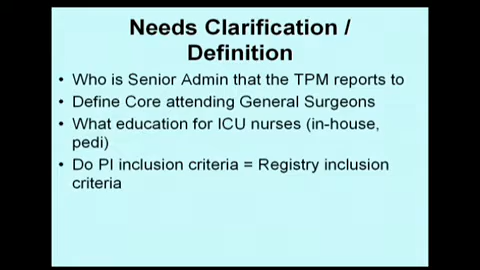 Needs Clarification /
Definition
• Who is Senior Admin that the TPM reports to
• Define Core attending General Surgeons
• What education for ICU nurses (in-house,
pedi)
• Do PI inclusion criteria = Registry inclusion
criteria